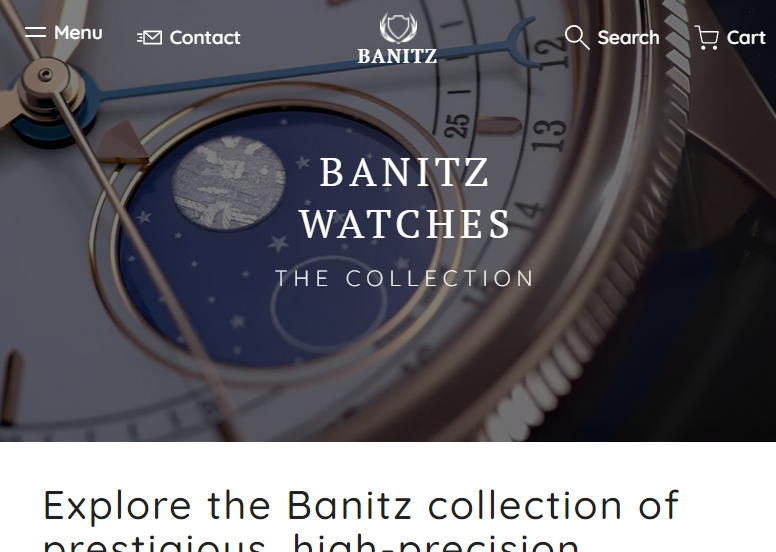 Menu
Contact
BANITZ
Search
Cart
12
25
13
14
BANITZ
WATCHES
THE COLLECTION
Explore the Banitz collection of
prestigious, high-precision